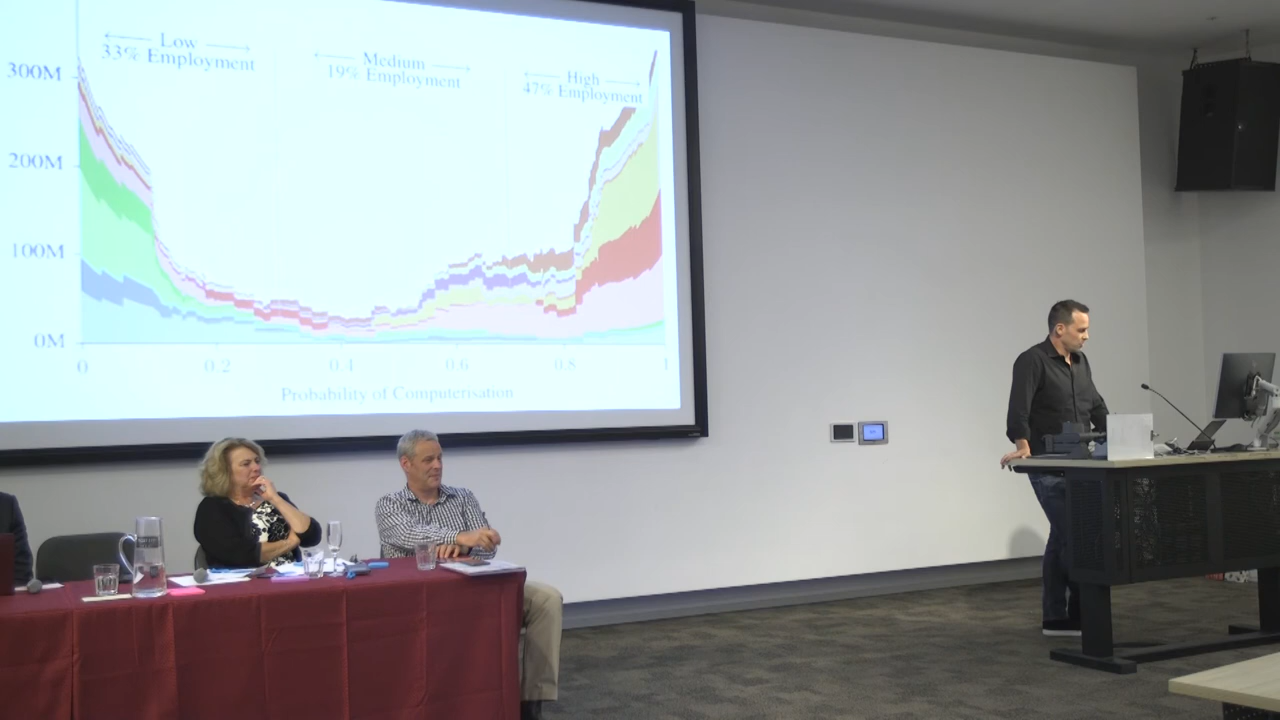 Low
33% Employment
Medium
19% Employment
High
47% Employment
300M
200M
100M
0M
0 0.2 0.4 0.6 0.8 1
Probability of Computerisation